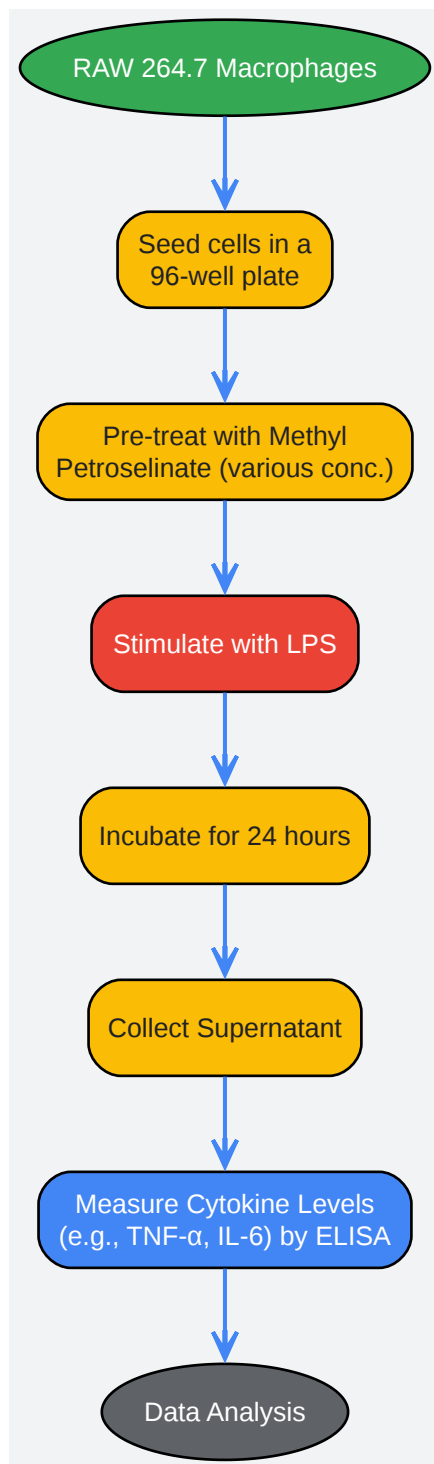 RAW 264.7 Macrophages
Seed cells in a
96-well plate
Pre-treat with Methyl
Petroselinate (various conc.)
Stimulate with LPS
Incubate for 24 hours
Collect Supernatant
Measure Cytokine Levels
(e.g., TNF-α, IL-6) by ELISA
Data Analysis